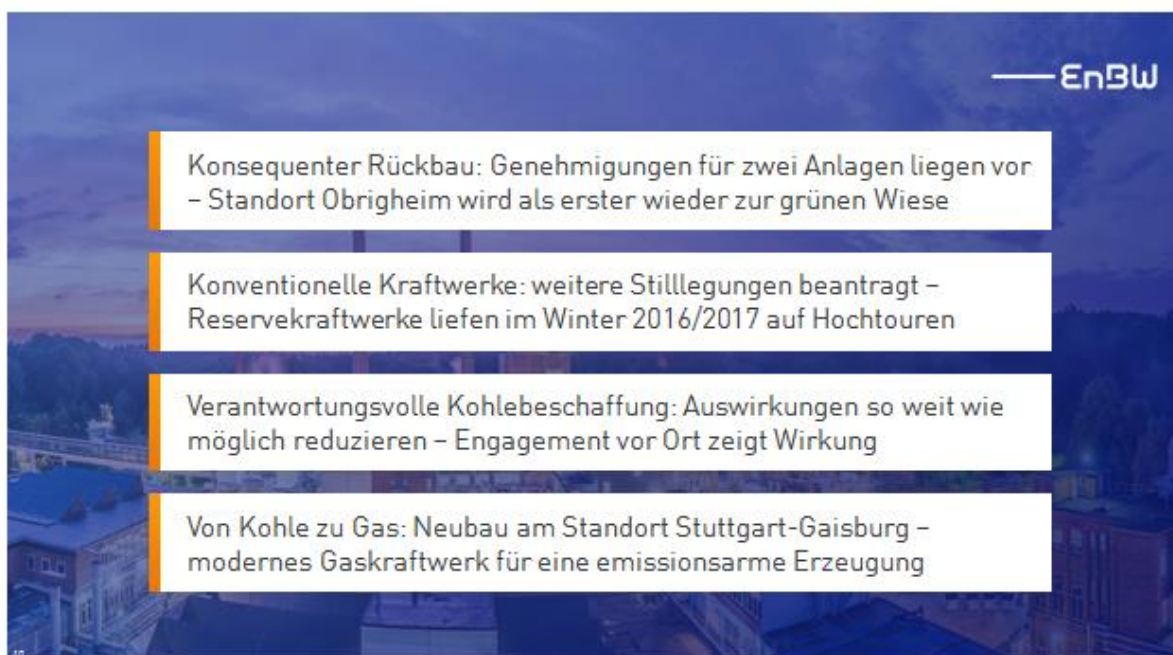 EnBW
Konsequenter Rückbau: Genehmigungen für zwei Anlagen liegen vor
– Standort Obrigheim wird als erster wieder zur grünen Wiese
Konventionelle Kraftwerke: weitere Stilllegungen beantragt –
Reservekraftwerke liefen im Winter 2016/2017 auf Hochtouren
Verantwortungsvolle Kohlebeschaffung: Auswirkungen so weit wie
möglich reduzieren – Engagement vor Ort zeigt Wirkung
Von Kohle zu Gas: Neubau am Standort Stuttgart-Gaisburg –
modernes Gaskraftwerk für eine emissionsarme Erzeugung